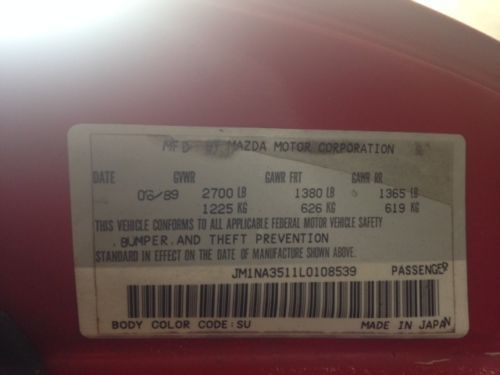 MFD BY MAZDA MOTOR CORPORATION
DATE GVWR GAWR FRT GAWR RR
06/89 2700 LB 1380 LB 1365 LB
1225 KG 626 KG 619 KG
THIS VEHICLE CONFORMS TO ALL APPLICABLE FEDERAL MOTOR VEHICLE SAFETY
, BUMPER AND THEFT PREVENTION
STANDARD IN EFFECT ON THE DATE OF MANUFACTURE SHOWN ABOVE.
JM1NA3511L0108539 PASSENGER
BODY COLOR CODE:SU MADE IN JAPAN